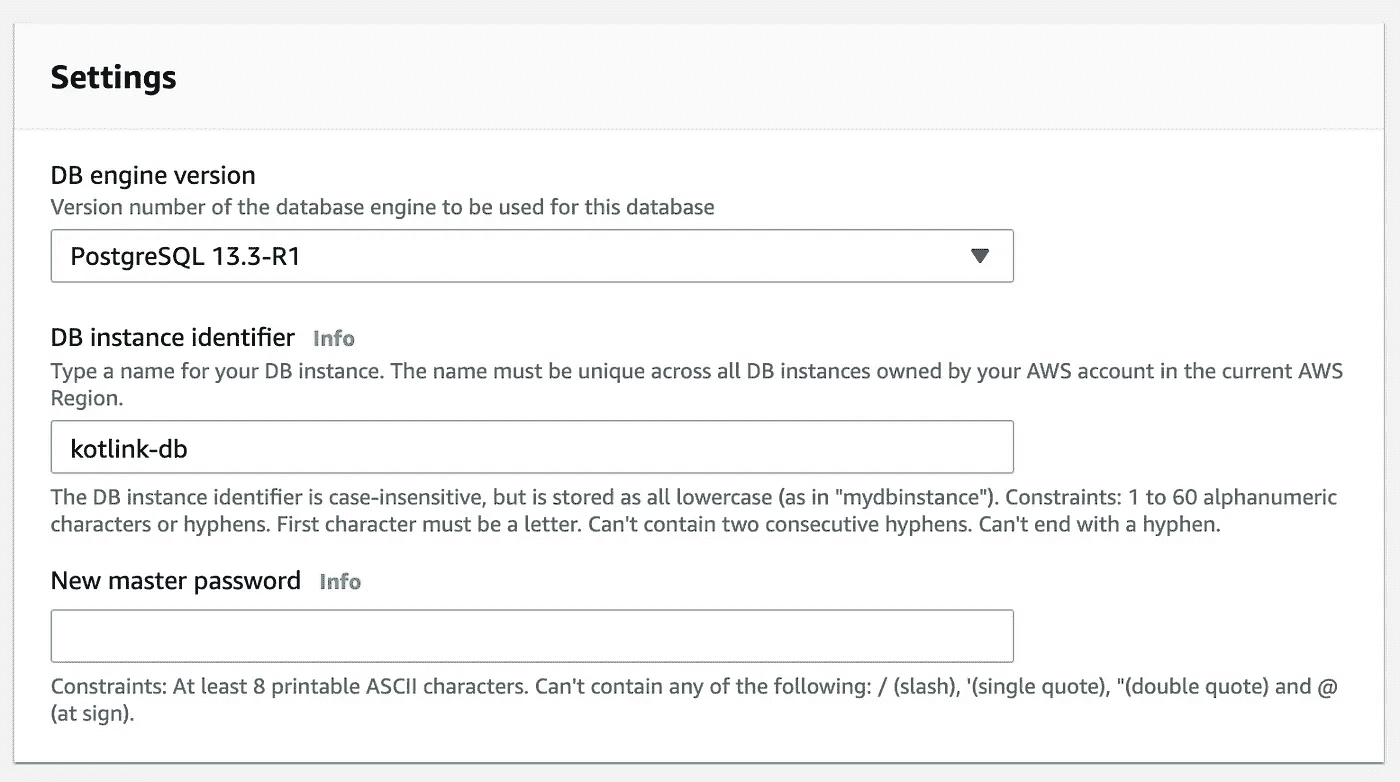 Settings
DB engine version
Version number of the database engine to be used for this database
PostgreSQL 13.3-R1
DB instance identifier Info
Type a name for your DB instance. The name must be unique across all DB instances owned by your AWS account in the current AWS
Region.
kotlink-db
The DB instance identifier is case-insensitive, but is stored as all lowercase (as in "mydbinstance"). Constraints: 1 to 60 alphanumeric
characters or hyphens. First character must be a letter. Can't contain two consecutive hyphens. Can't end with a hyphen.
New master password Info
Constraints: At least 8 printable ASCII characters. Can't contain any of the following: / (slash), '(single quote), "(double quote) and @
(at sign).